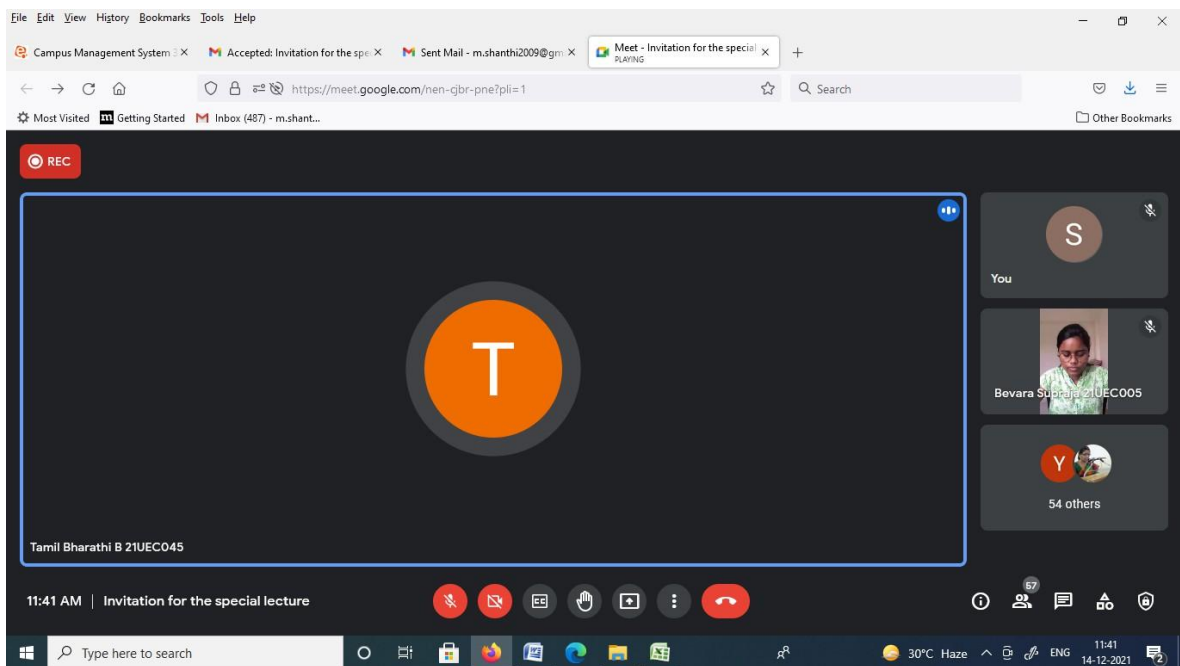 File Edit View History Bookmarks Tools Help
Campus Management System 3
Accepted: Invitation for the spe
Sent Mail - m.shanthi2009@gm
Meet - Invitation for the special
PLAYING
https://meet.google.com/nen-cjbr-pne?pli=1
Search
Most Visited
Getting Started
Inbox (487) - m.shant...
Other Bookmarks
REC
S
You
T
Bevara Supraja 21UEC005
Y
54 others
Tamil Bharathi B 21UEC045
11:41 AM | Invitation for the special lecture
CC
57
Type here to search
30°C Haze
ENG
11:41
14-12-2021
2